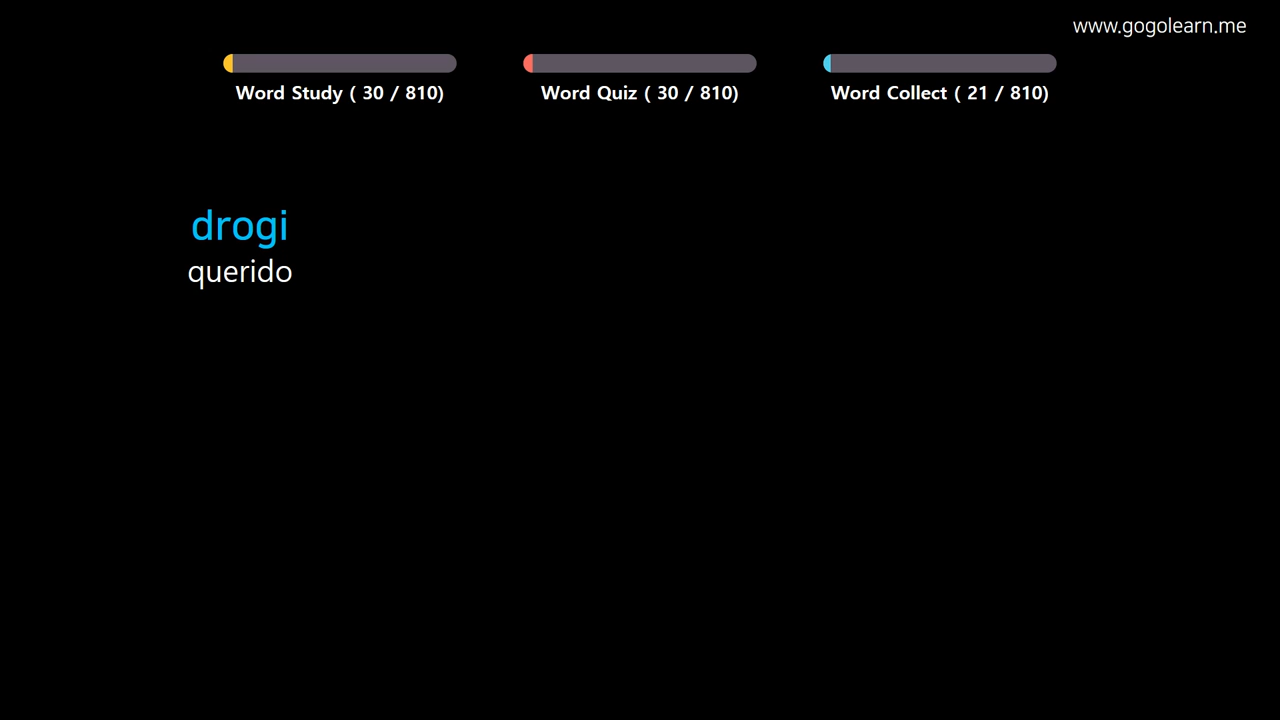 www.gogolearn.me
Word Study ( 30 / 810)
Word Quiz ( 30 / 810)
Word Collect ( 21 / 810)
drogi
querido